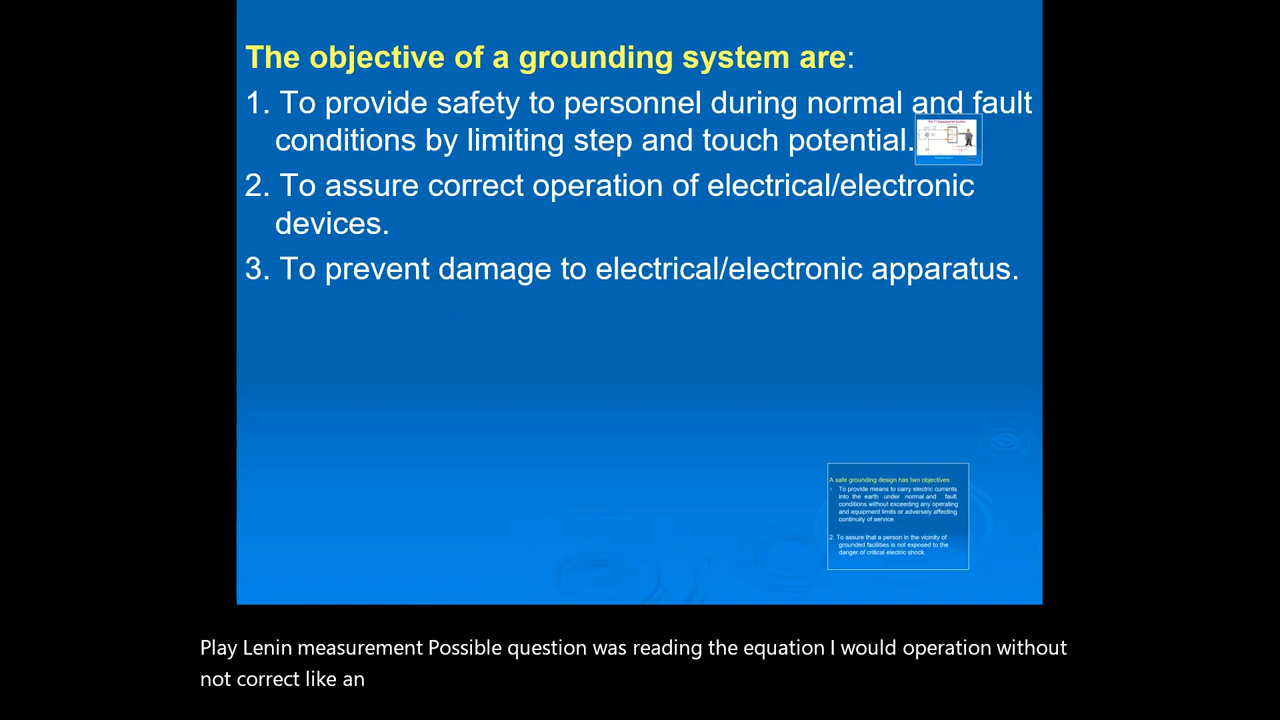 The objective of a grounding system are:
1. To provide safety to personnel during normal and fault
conditions by limiting step and touch potential.
2. To assure correct operation of electrical/electronic
devices.
3. To prevent damage to electrical/electronic apparatus.
A safe grounding design has two objectives:
1. To provide means to carry electric currents
into the earth under normal and fault
conditions without exceeding any operating
and equipment limits or adversely affecting
continuity of service.
2. To assure that a person in the vicinity of
grounded facilities is not exposed to the
danger of critical electric shock.
Play Lenin measurement Possible question was reading the equation I would operation without
not correct like an